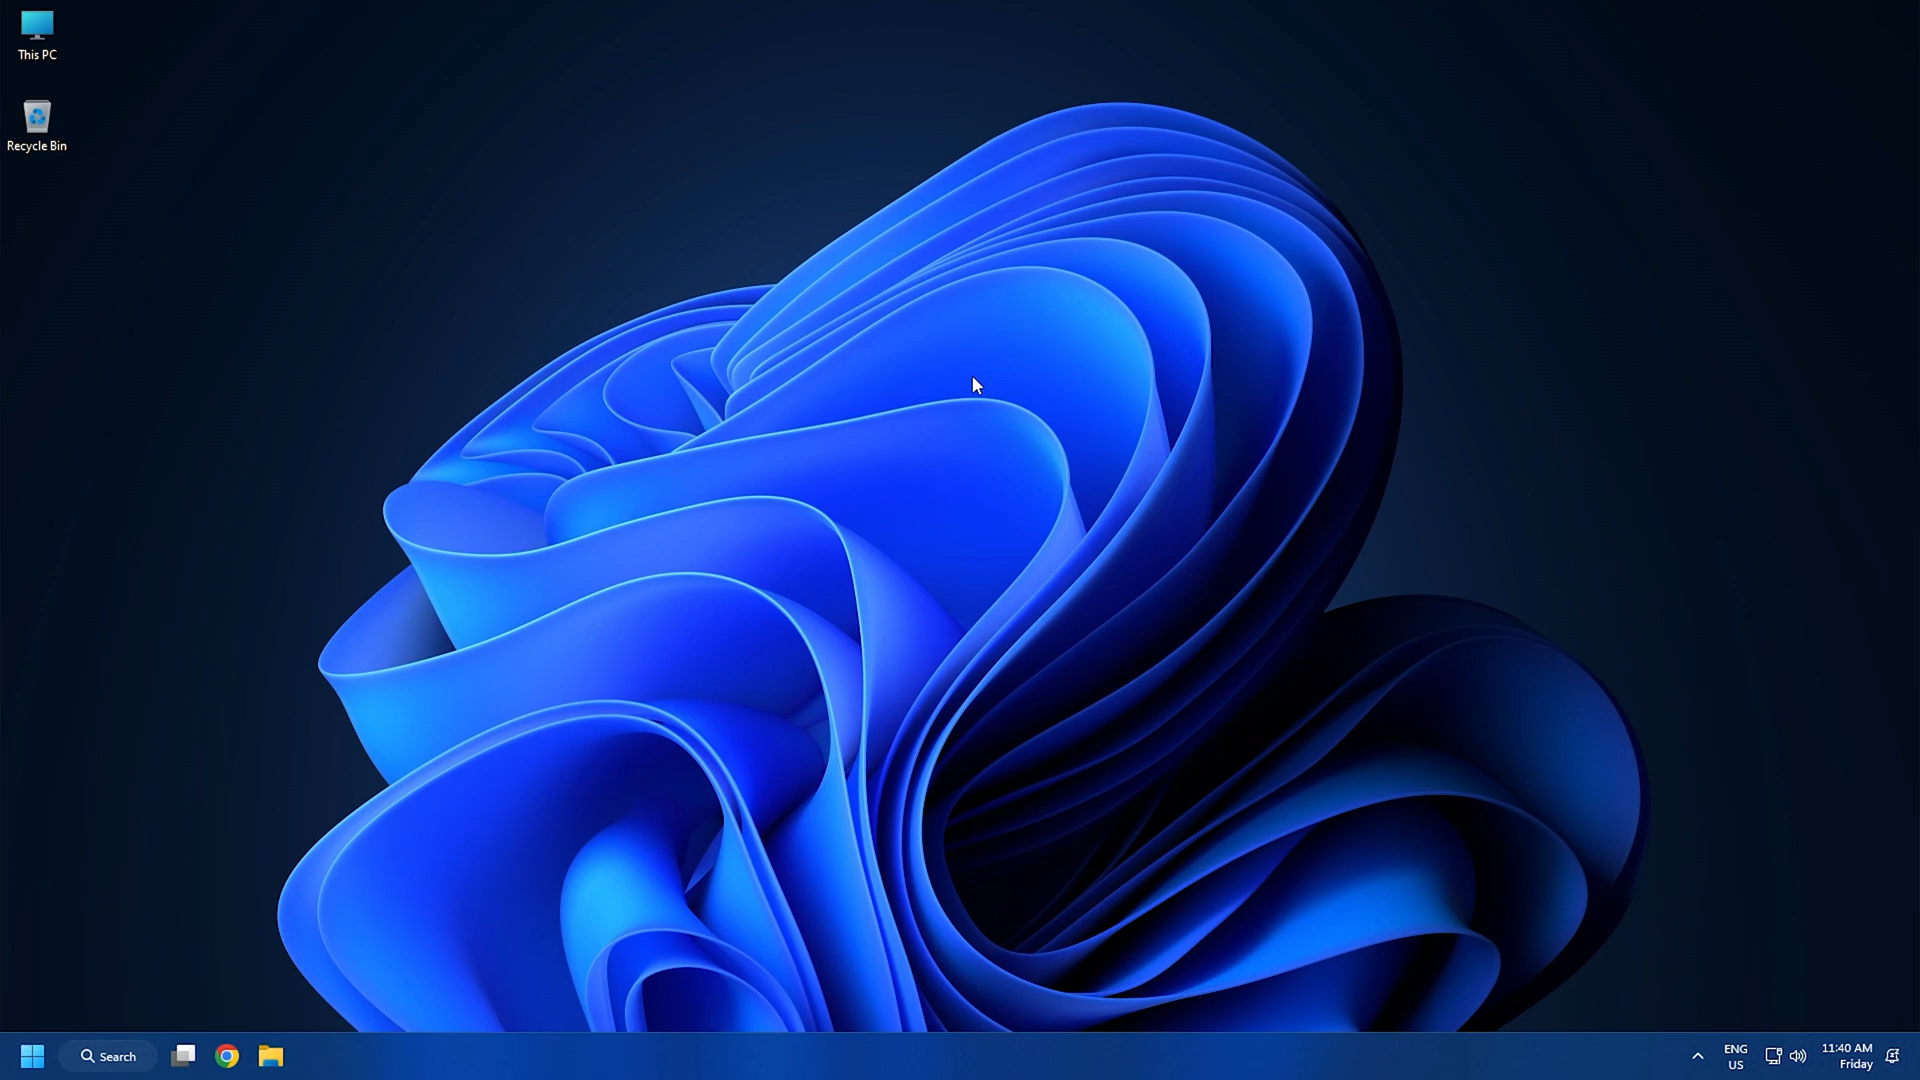 This PC
Recycle Bin
Search
ENG
US
11:40 AM
Friday